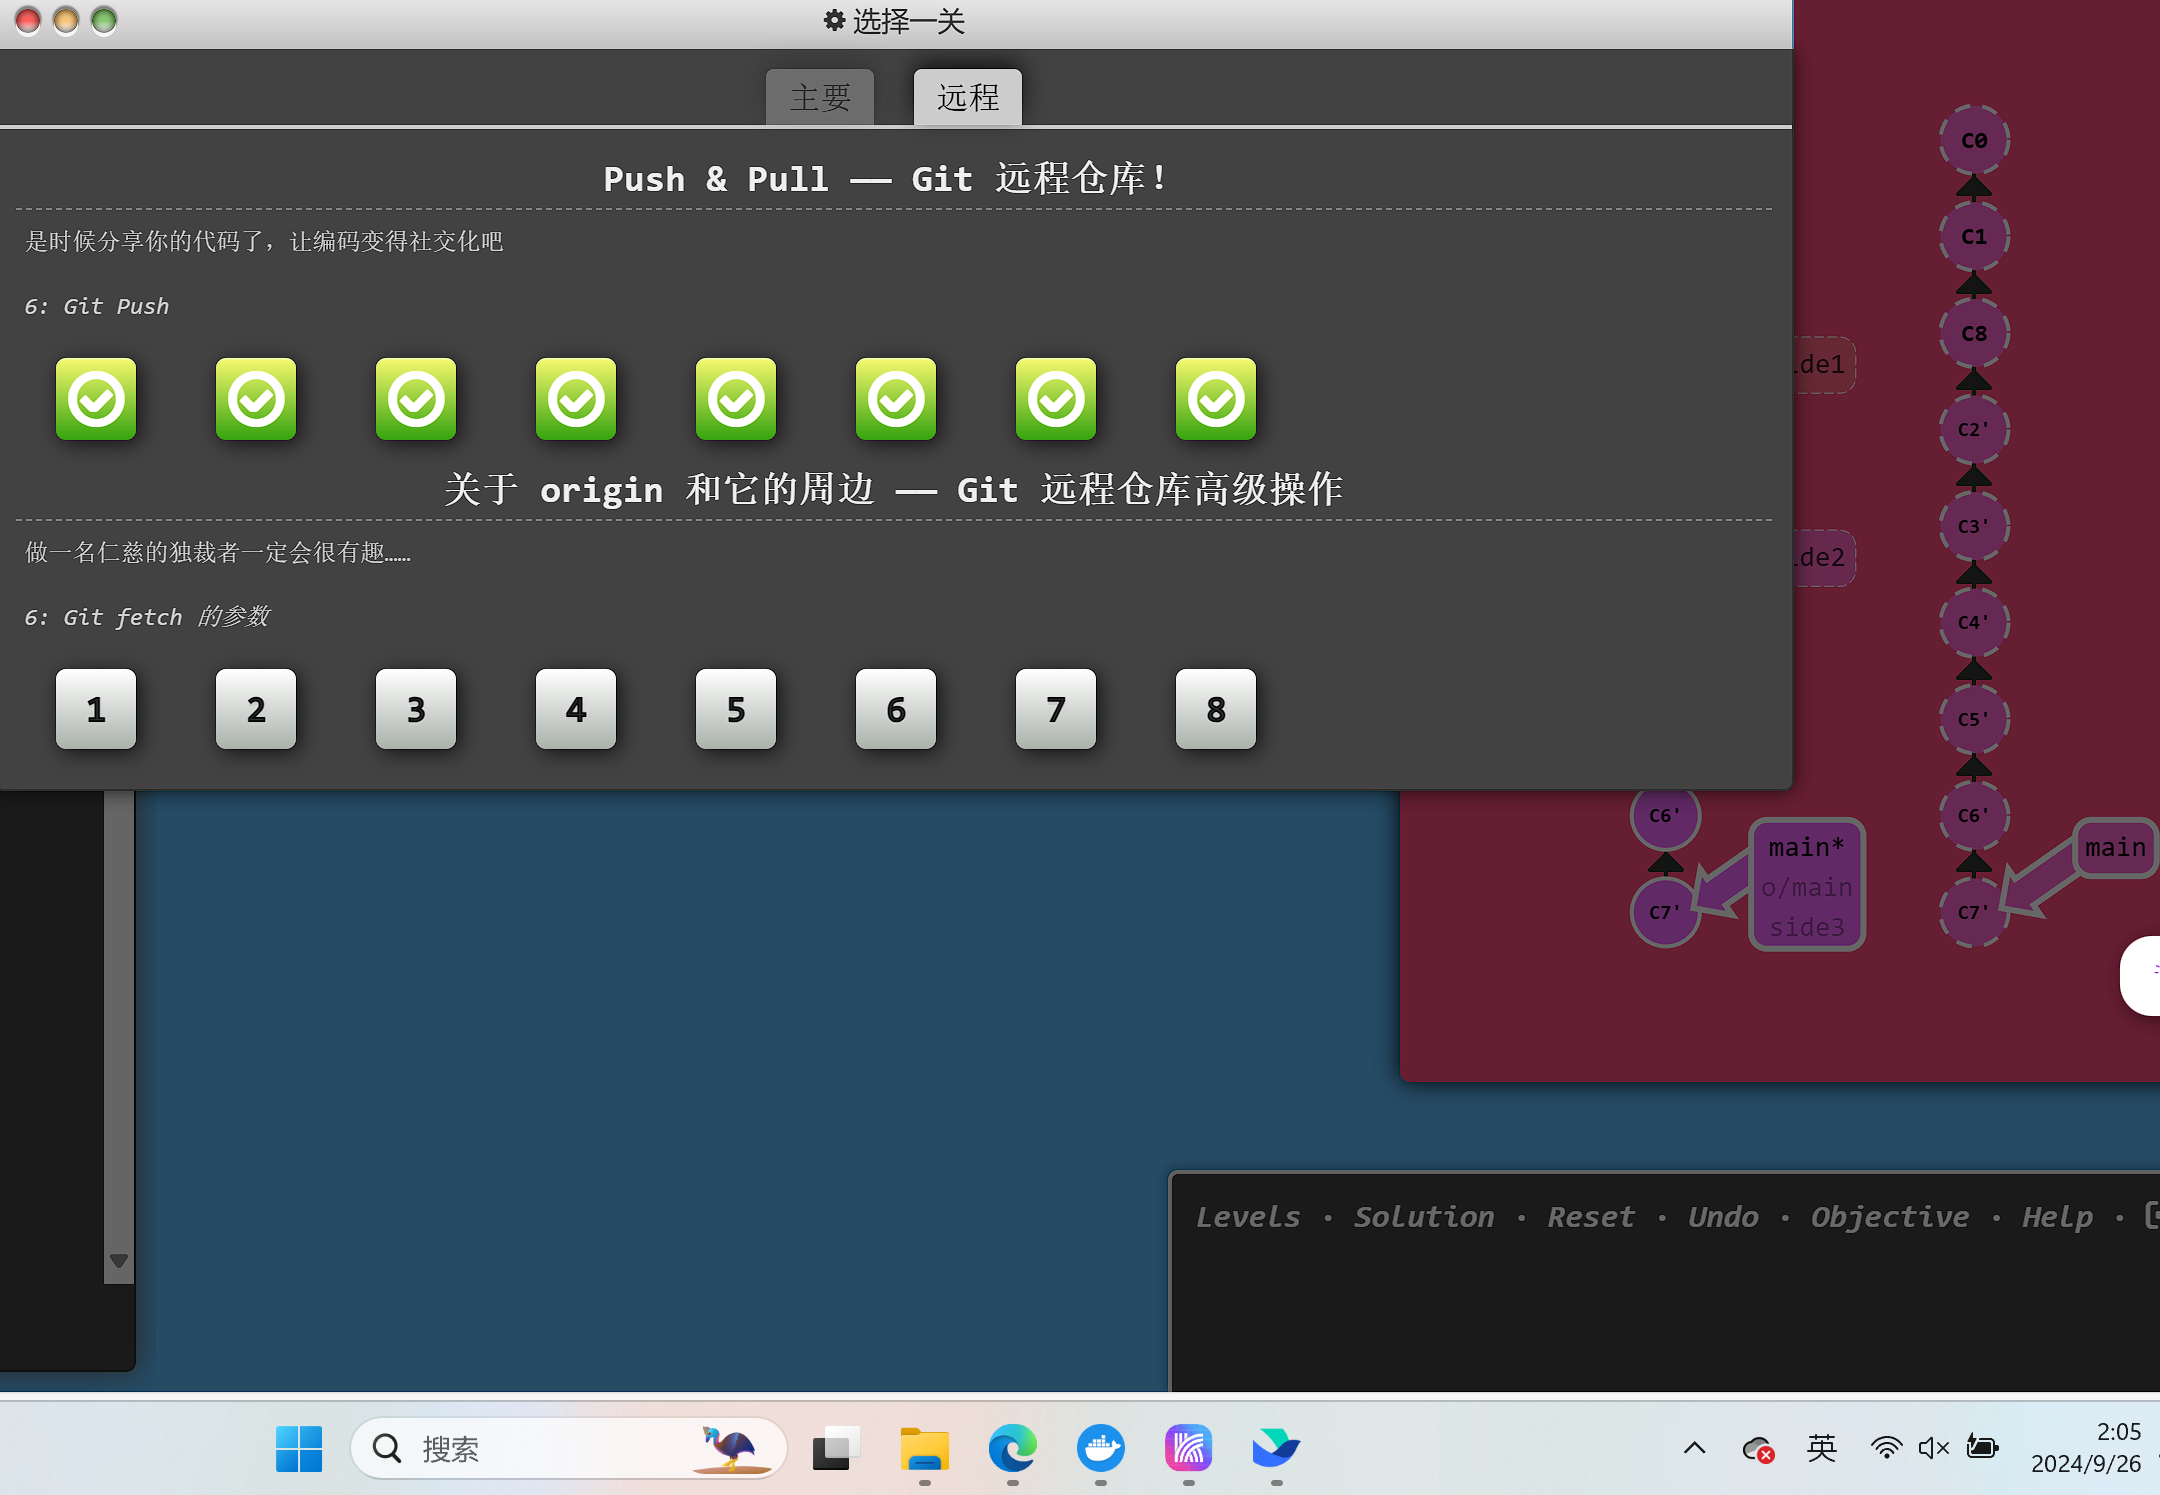 选择一关
主要
远程
Push & Pull —— Git 远程仓库！
是时候分享你的代码了，让编码变得社交化吧
6: Git Push
关于 origin 和它的周边 —— Git 远程仓库高级操作
做一名仁慈的独裁者一定会很有趣……
6: Git fetch 的参数
1 2 3 4 5 6 7 8
C0
C1
C8
ide1
C2'
C3'
ide2
C4'
C5'
C6'
C6'
main*
main
o/main
C7'
C7'
side3
Levels · Solution · Reset · Undo · Objective · Help ·
搜索
英
2:05
2024/9/26